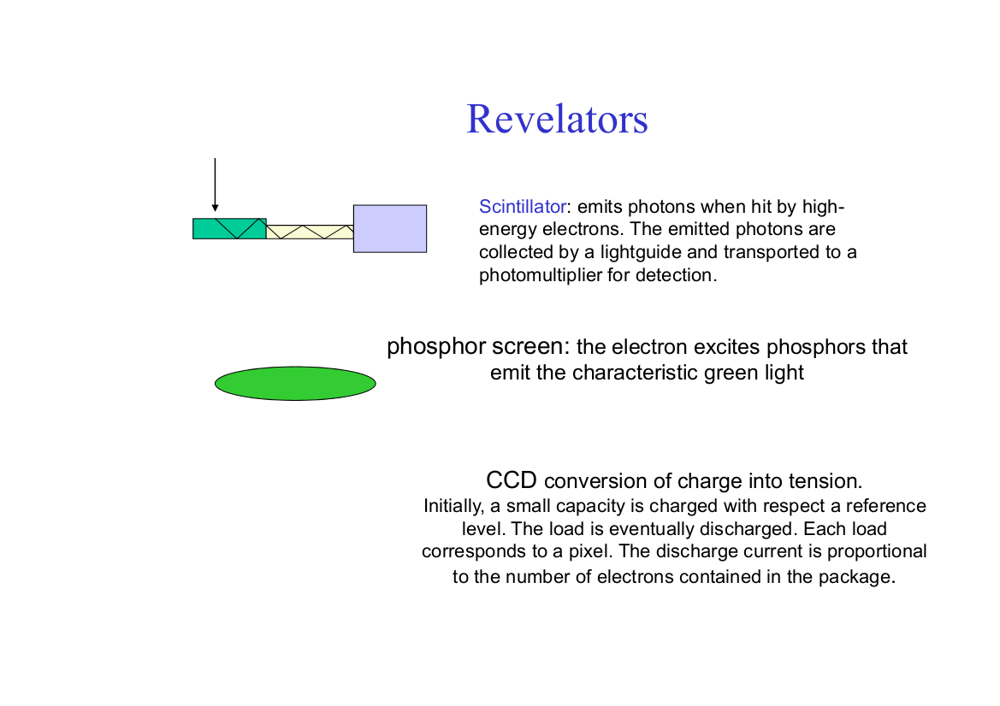 Revelators
Scintillator: emits photons when hit by high-
energy electrons. The emitted photons are
collected by a lightguide and transported to a
photomultiplier for detection.
phosphor screen: the electron excites phosphors that
emit the characteristic green light
CCD conversion of charge into tension.
Initially, a small capacity is charged with respect a reference
level. The load is eventually discharged. Each load
corresponds to a pixel. The discharge current is proportional
to the number of electrons contained in the package.